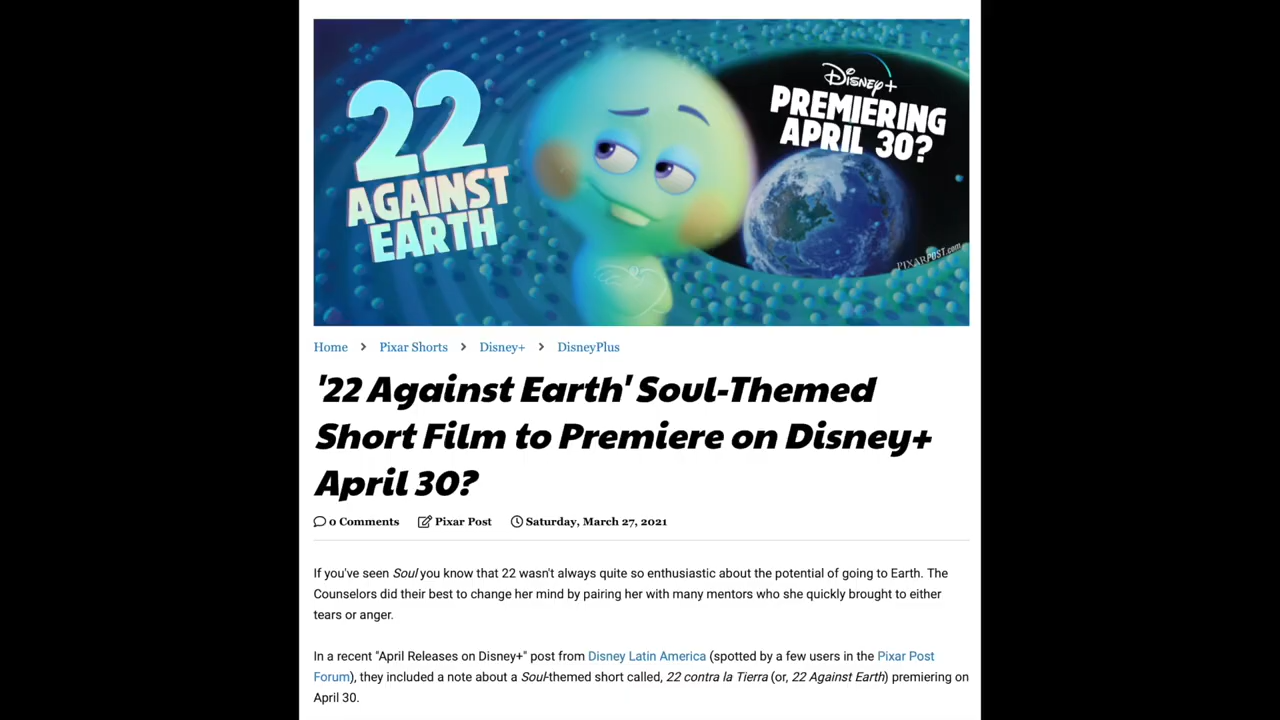 22
AGAINST
EARTH
Disney+
PREMIERING
APRIL 30?
PIXARPOST.com
Home > Pixar Shorts > Disney+ > DisneyPlus
'22 Against Earth' Soul-Themed
Short Film to Premiere on Disney+
April 30?
0 Comments Pixar Post Saturday, March 27, 2021
If you've seen Soul you know that 22 wasn't always quite so enthusiastic about the potential of going to Earth. The
Counselors did their best to change her mind by pairing her with many mentors who she quickly brought to either
tears or anger.
In a recent "April Releases on Disney+" post from Disney Latin America (spotted by a few users in the Pixar Post
Forum), they included a note about a Soul-themed short called, 22 contra la Tierra (or, 22 Against Earth) premiering on
April 30.